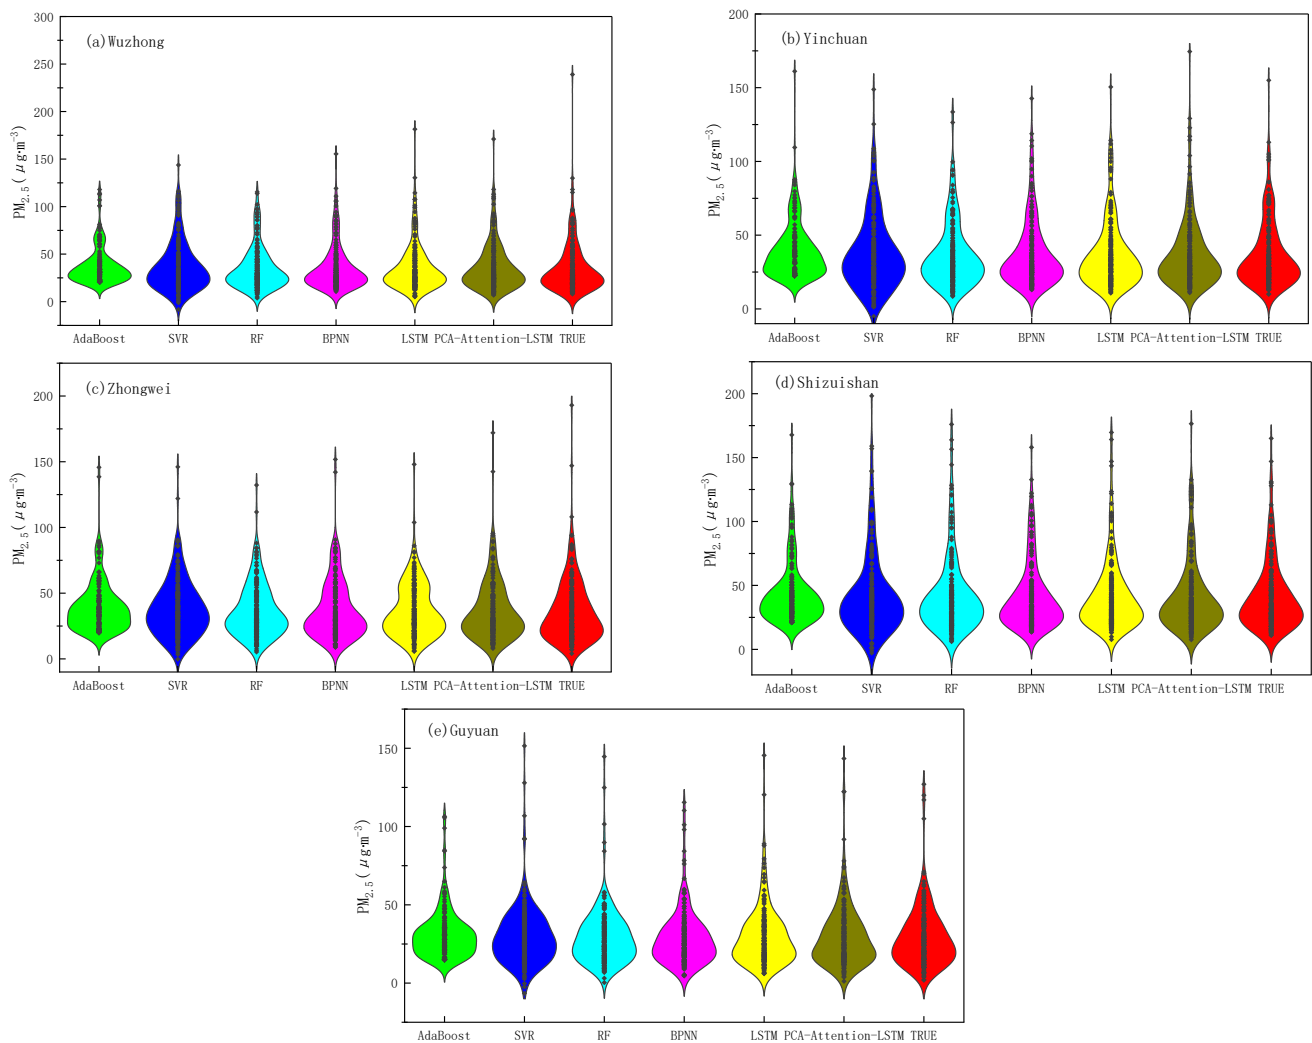 (a)Wuzhong
PM2.5(μg·m−3)
300
250
200
150
100
50
0
AdaBoost SVR RF BPNN LSTM PCA-Attention-LSTM TRUE
(b)Yinchuan
PM2.5(μg·m−3)
200
150
100
50
0
AdaBoost SVR RF BPNN LSTM PCA-Attention-LSTM TRUE
(c)Zhongwei
PM2.5(μg·m−3)
200
150
100
50
0
AdaBoost SVR RF BPNN LSTM PCA-Attention-LSTM TRUE
(d)Shizuishan
PM2.5(μg·m−3)
200
150
100
50
0
AdaBoost SVR RF BPNN LSTM PCA-Attention-LSTM TRUE
(e)Guyuan
PM2.5(μg·m−3)
150
100
50
0
AdaBoost SVR RF BPNN LSTM PCA-Attention-LSTM TRUE